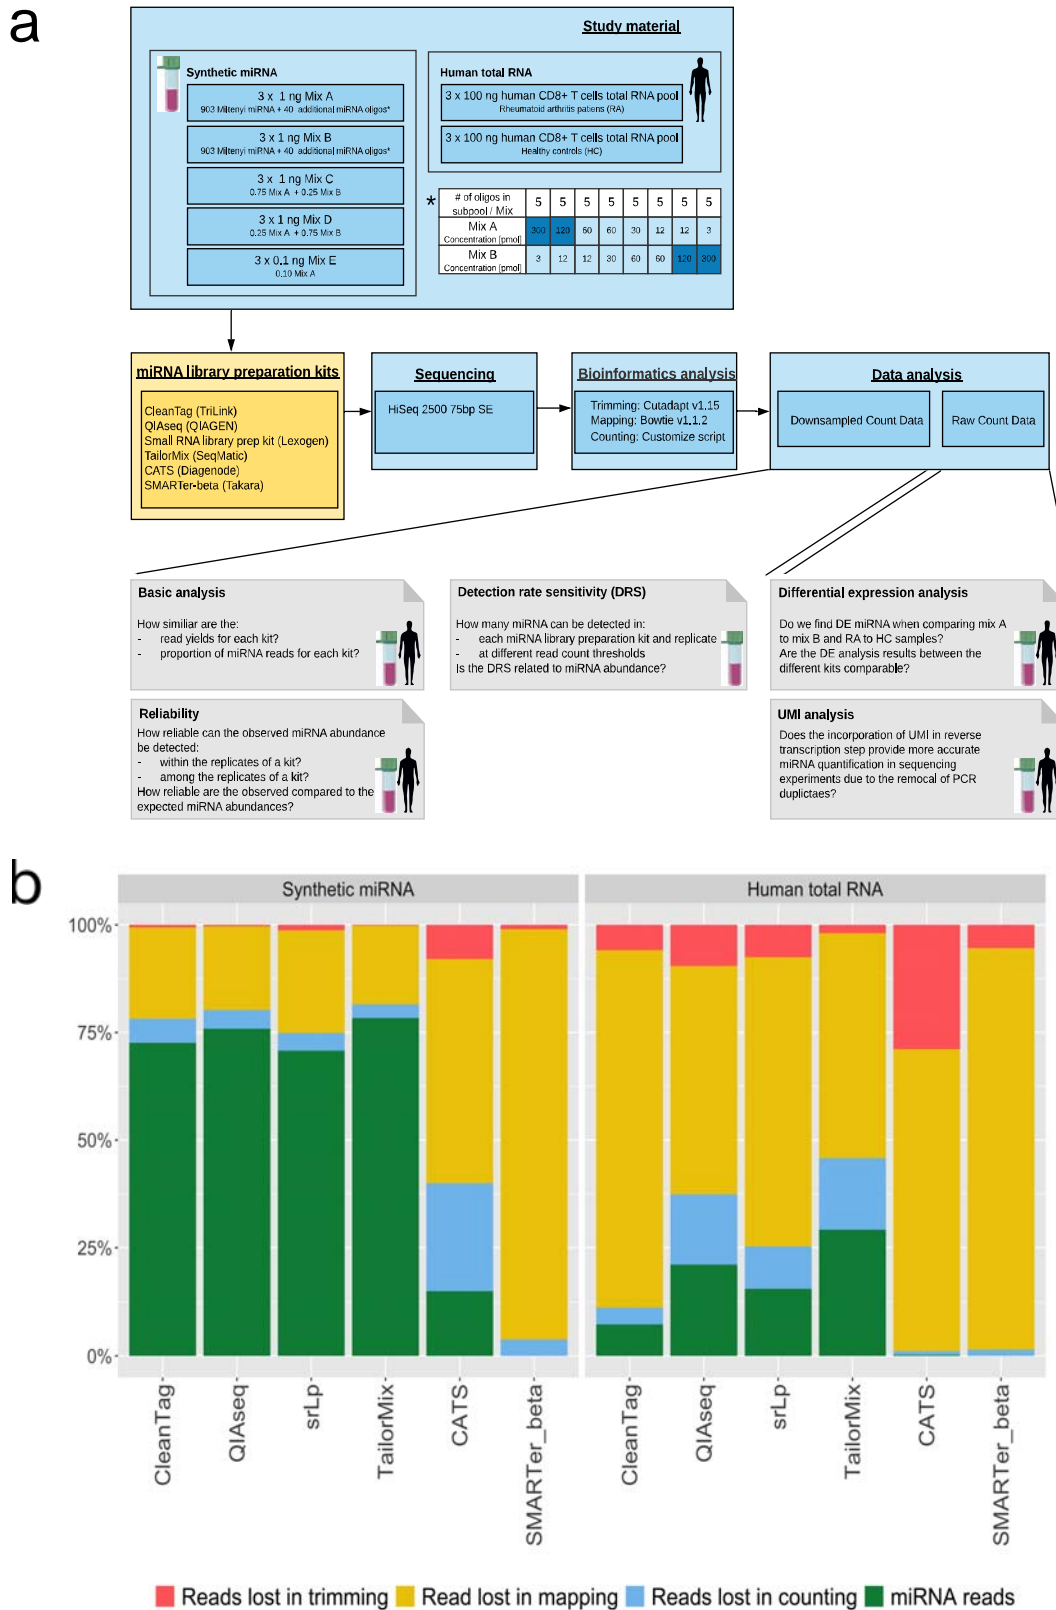 a
Study material
Synthetic miRNA
3 x 1 ng Mix A
903 Miltenyi miRNA + 40 additional miRNA oligos*
3 x 1 ng Mix B
903 Miltenyi miRNA + 40 additional miRNA oligos*
3 x 1 ng Mix C
0.75 Mix A + 0.25 Mix B
3 x 1 ng Mix D
0.25 Mix A + 0.75 Mix B
3 x 0.1 ng Mix E
0.10 Mix A
Human total RNA
3 x 100 ng human CD8+ T cells total RNA pool
Rheumatoid arthritis patiens (RA)
3 x 100 ng human CD8+ T cells total RNA pool
Healthy controls (HC)
*
# of oligos in subpool / Mix 5 5 5 5 5 5 5 5
Mix A Concentration [pmol] 300 120 60 60 30 12 12 3
Mix B Concentration [pmol] 3 12 12 30 60 60 120 300
miRNA library preparation kits
CleanTag (TriLink)
QIAseq (QIAGEN)
Small RNA library prep kit (Lexogen)
TailorMix (SeqMatic)
CATS (Diagenode)
SMARTer-beta (Takara)
Sequencing
HiSeq 2500 75bp SE
Bioinformatics analysis
Trimming: Cutadapt v1.15
Mapping: Bowtie v1.1.2
Counting: Customize script
Data analysis
Downsampled Count Data
Raw Count Data
Basic analysis
How similiar are the:
- read yields for each kit?
- proportion of miRNA reads for each kit?
Detection rate sensitivity (DRS)
How many miRNA can be detected in:
- each miRNA library preparation kit and replicate
- at different read count thresholds
Is the DRS related to miRNA abundance?
Differential expression analysis
Do we find DE miRNA when comparing mix A
to mix B and RA to HC samples?
Are the DE analysis results between the
different kits comparable?
Reliability
How reliable can the observed miRNA abundance
be detected:
- within the replicates of a kit?
- among the replicates of a kit?
How reliable are the observed compared to the
expected miRNA abundances?
UMI analysis
Does the incorporation of UMI in reverse
transcription step provide more accurate
miRNA quantification in sequencing
experiments due to the remocal of PCR
duplictaes?
b
Synthetic miRNA
Human total RNA
100%
75%
50%
25%
0%
CleanTag
QIAseq
srLp
TailorMix
CATS
SMARTer_beta
CleanTag
QIAseq
srLp
TailorMix
CATS
SMARTer_beta
Reads lost in trimming
Read lost in mapping
Reads lost in counting
miRNA reads